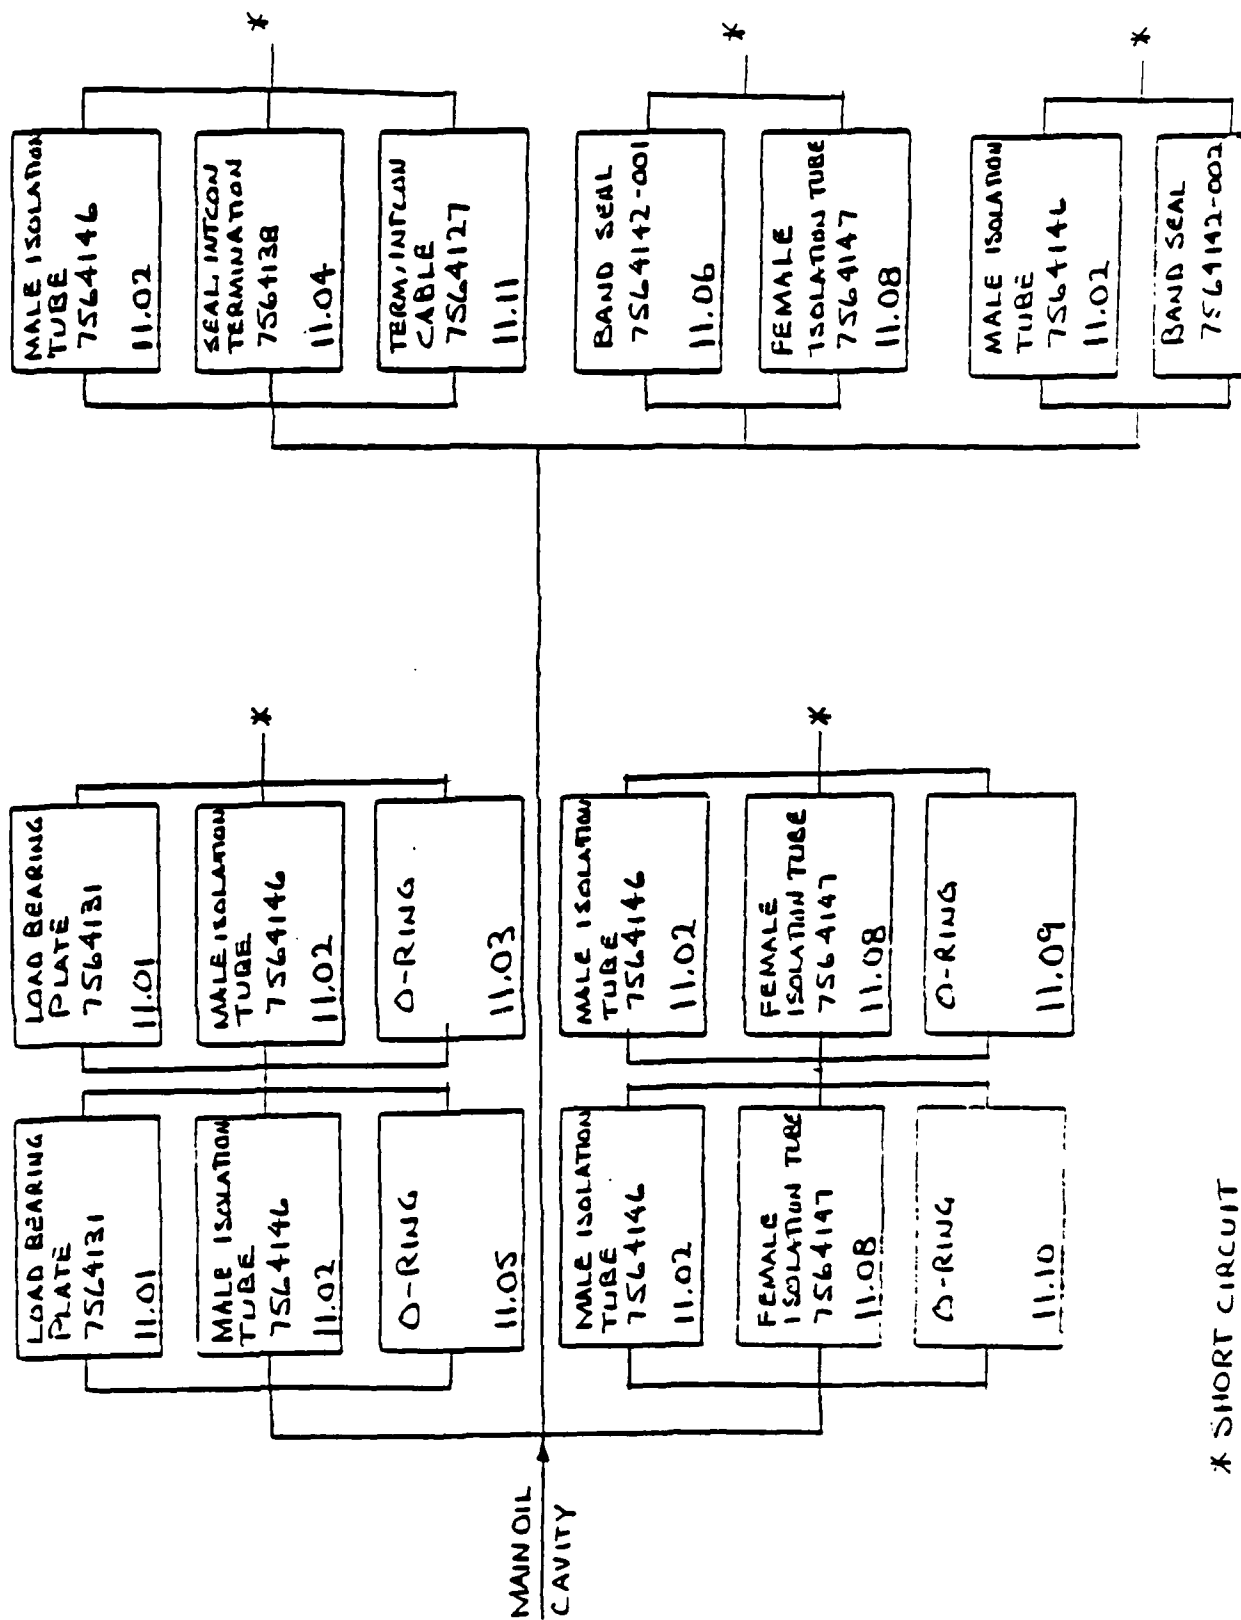 MAIN OIL
CAVITY
LOAD BEARING
PLATE
7564131
11.01
MALE ISOLATION
TUBE
7564146
11.02
O-RING
11.05
LOAD BEARING
PLATE
7564131
11.01
MALE ISOLATION
TUBE
7564146
11.02
O-RING
11.03
*
MALE ISOLATION
TUBE
7564146
11.02
FEMALE
ISOLATION TUBE
7564147
11.08
O-RING
11.10
MALE ISOLATION
TUBE
7564146
11.02
FEMALE
ISOLATION TUBE
7564147
11.08
O-RING
11.09
*
MALE ISOLATION
TUBE
7564146
11.02
SEAL, INTCON
TERMINATION
7564138
11.04
TERM, INTCON
CABLE
7564127
11.11
*
BAND SEAL
7564142-001
11.06
FEMALE
ISOLATION TUBE
7564147
11.08
*
MALE ISOLATION
TUBE
7564146
11.02
BAND SEAL
7564142-002
*
* SHORT CIRCUIT